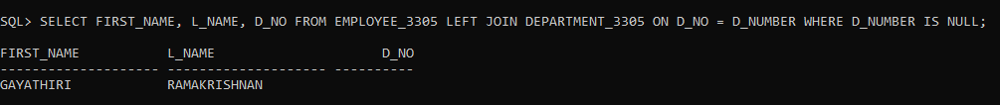 SQL> SELECT FIRST_NAME, L_NAME, D_NO FROM EMPLOYEE_3305 LEFT JOIN DEPARTMENT_3305 ON D_NO = D_NUMBER WHERE D_NUMBER IS NULL;
FIRST_NAME           L_NAME                     D_NO
-------------------- -------------------- ----------
GAYATHIRI            RAMAKRISHNAN